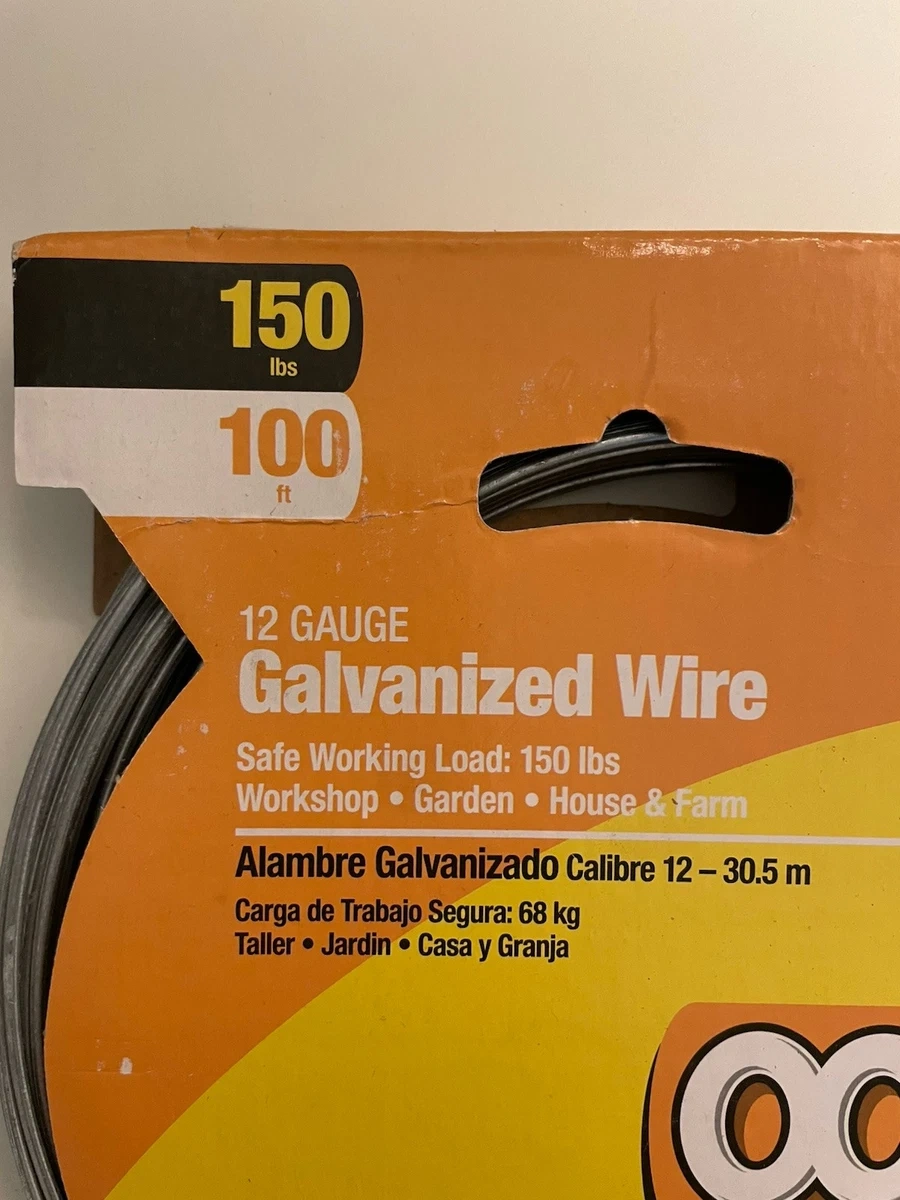 150
lbs
100
ft
12 GAUGE
Galvanized Wire
Safe Working Load: 150 lbs
Workshop • Garden • House & Farm
Alambre Galvanizado Calibre 12 – 30.5 m
Carga de Trabajo Segura: 68 kg
Taller • Jardin • Casa y Granja
OO